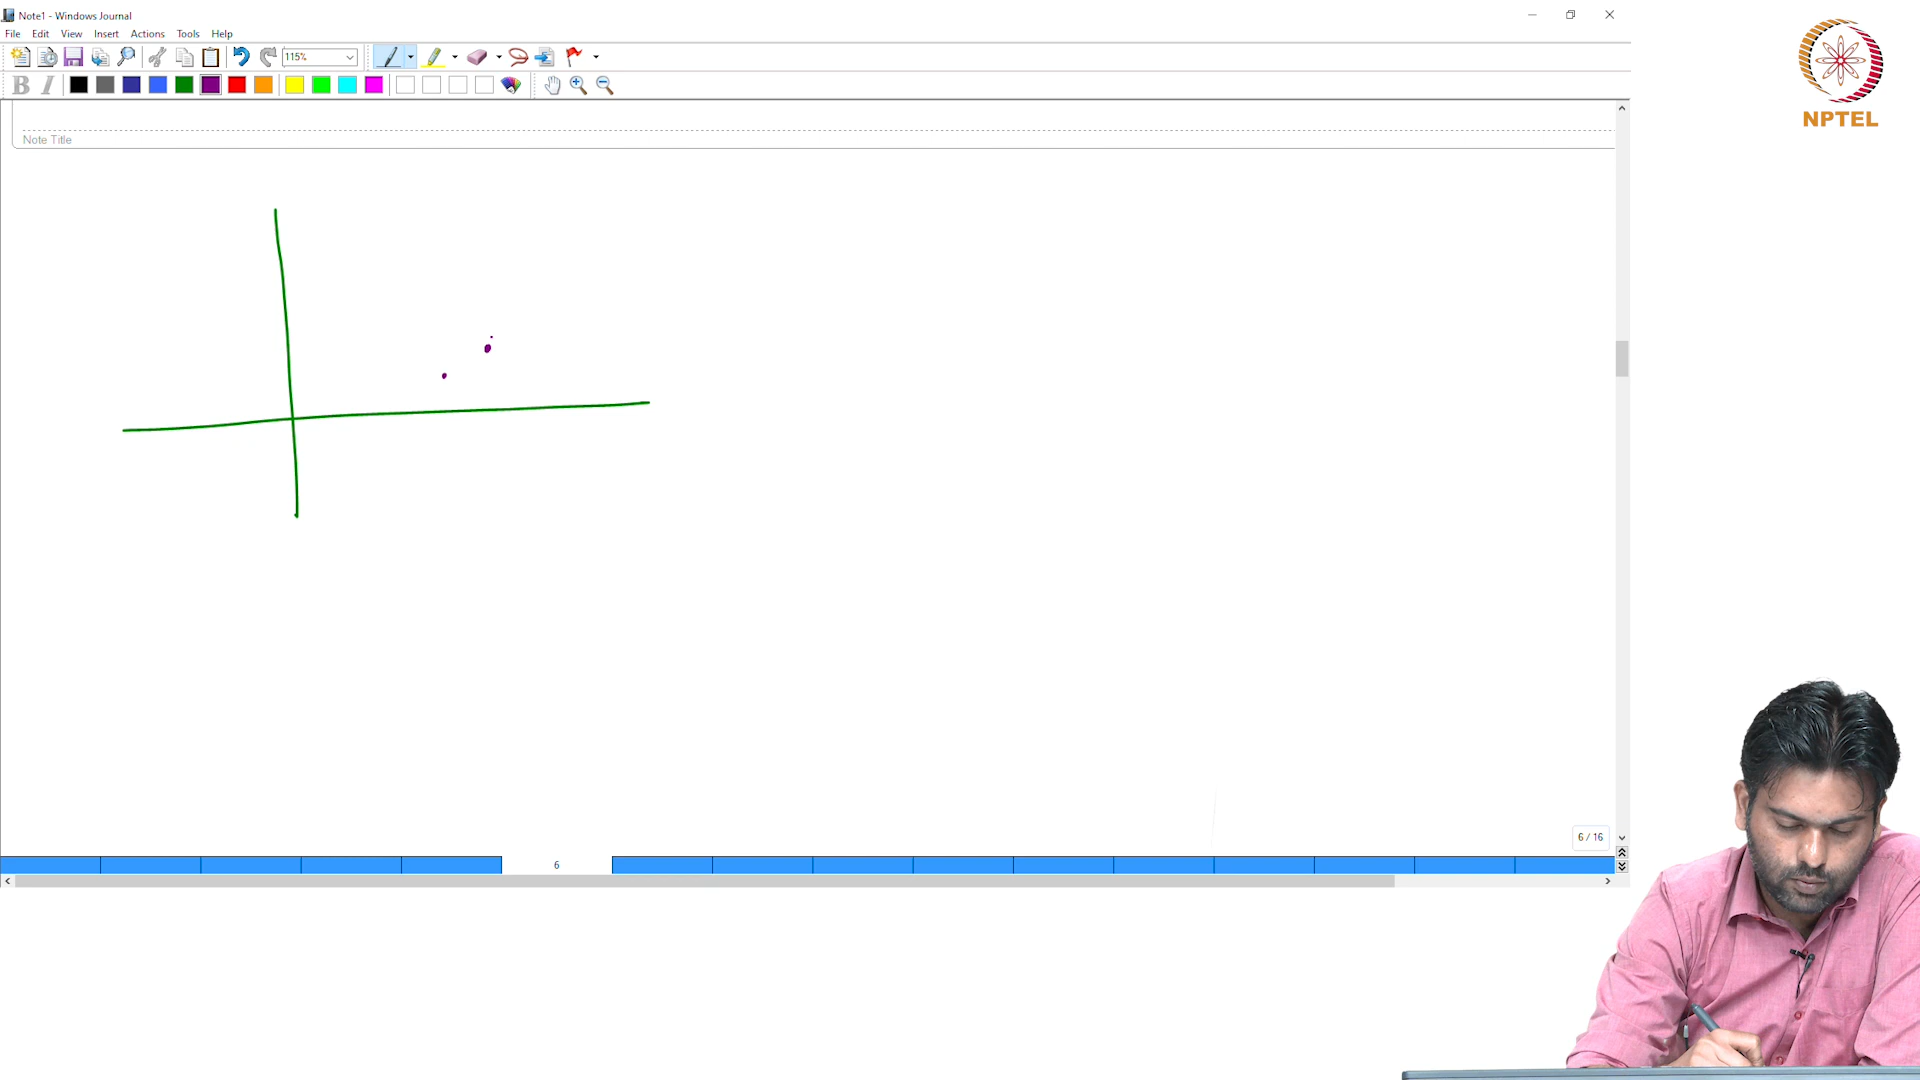 Note1 - Windows Journal
File Edit View Insert Actions Tools Help
115%
B I
Note Title
NPTEL
6 / 16
6